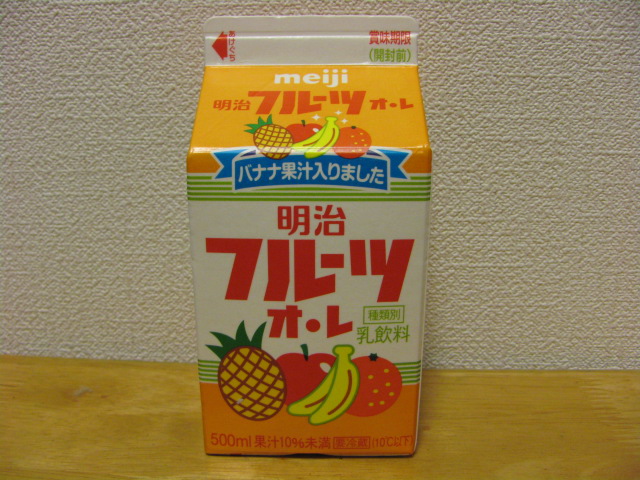 あけぐち
賞味期限
(開封前)
meiji
明治 フルーツ オ・レ
バナナ果汁入りました
明治
フルーツ
オ・レ
種類別
乳飲料
500ml 果汁10%未満 要冷蔵 (10℃以下)